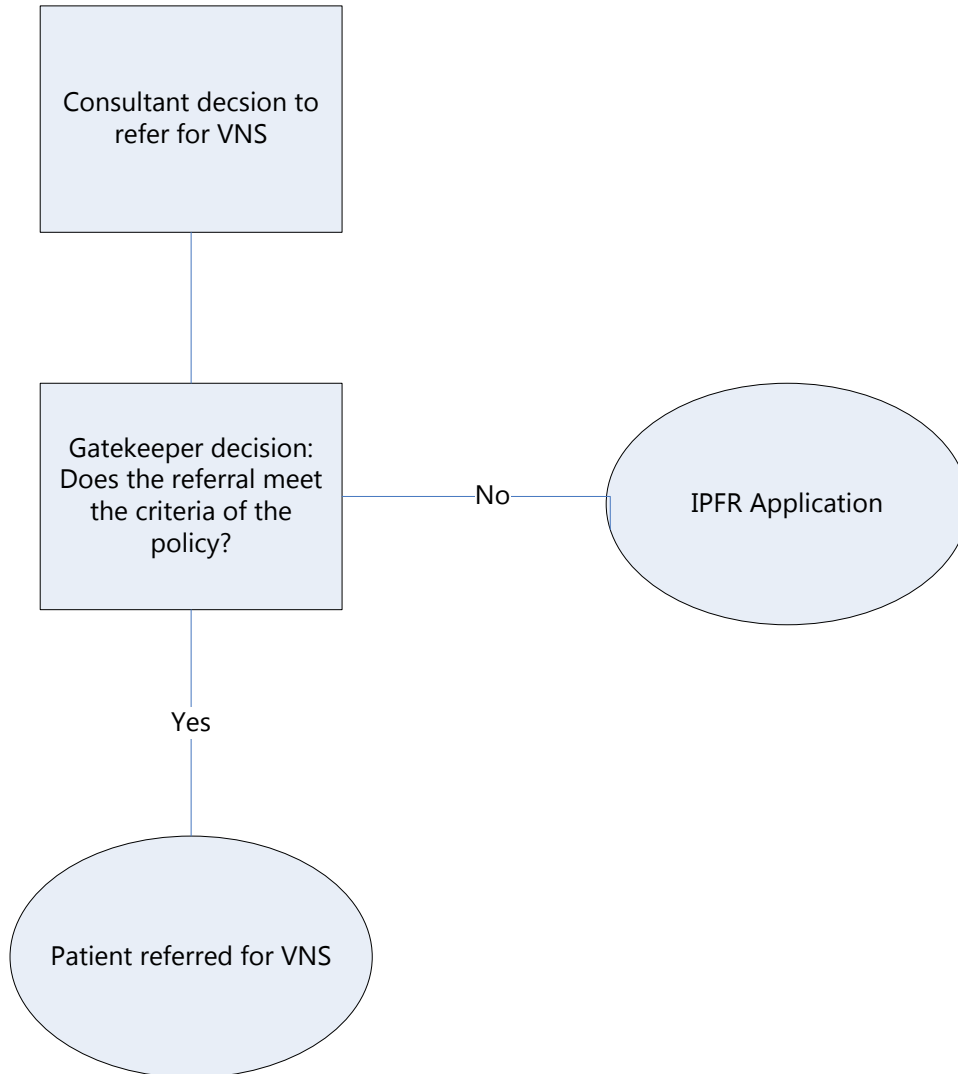 Consultant decsion to
refer for VNS
Gatekeeper decision:
Does the referral meet
the criteria of the
policy?
No
IPFR Application
Yes
Patient referred for VNS